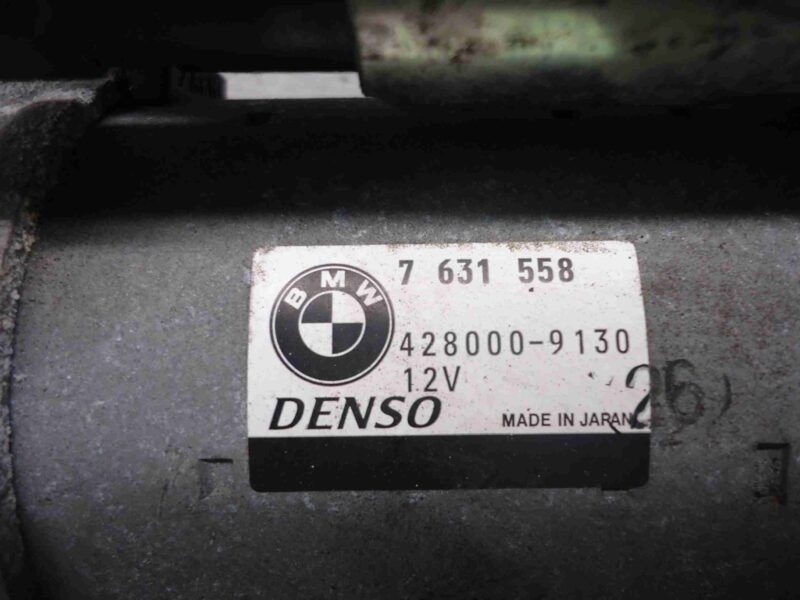 BMW
7 631 558
428000-9130
12V
DENSO
MADE IN JAPAN
26